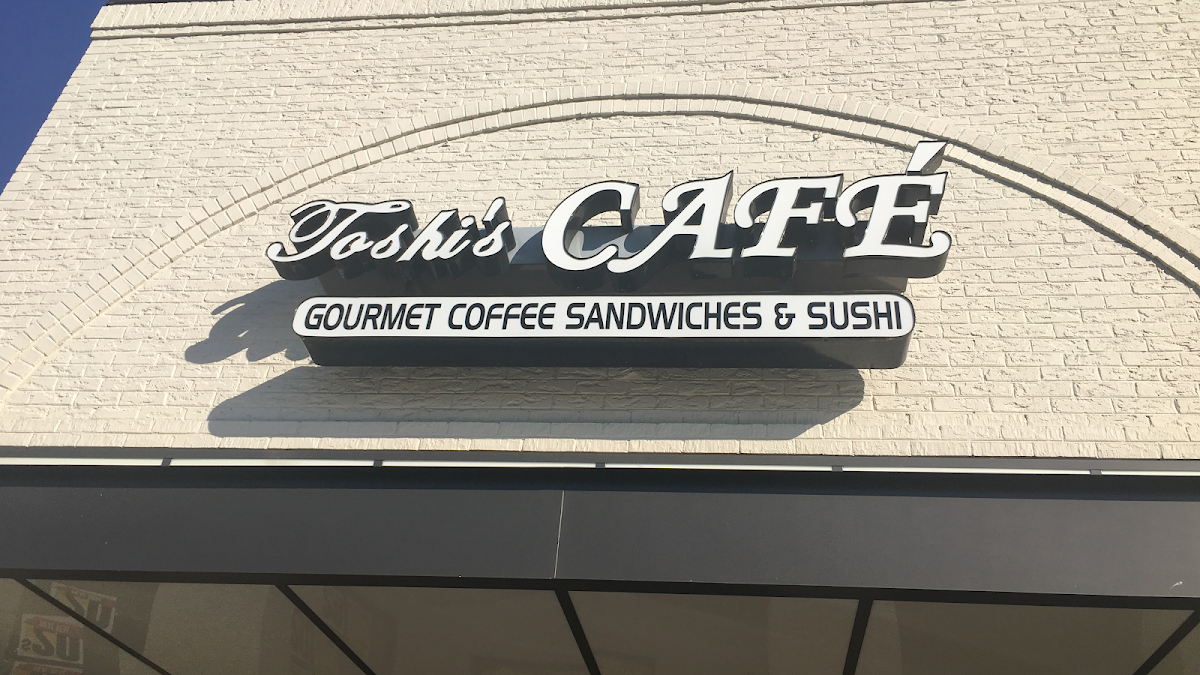 Toshi's CAFÉ
GOURMET COFFEE SANDWICHES & SUSHI